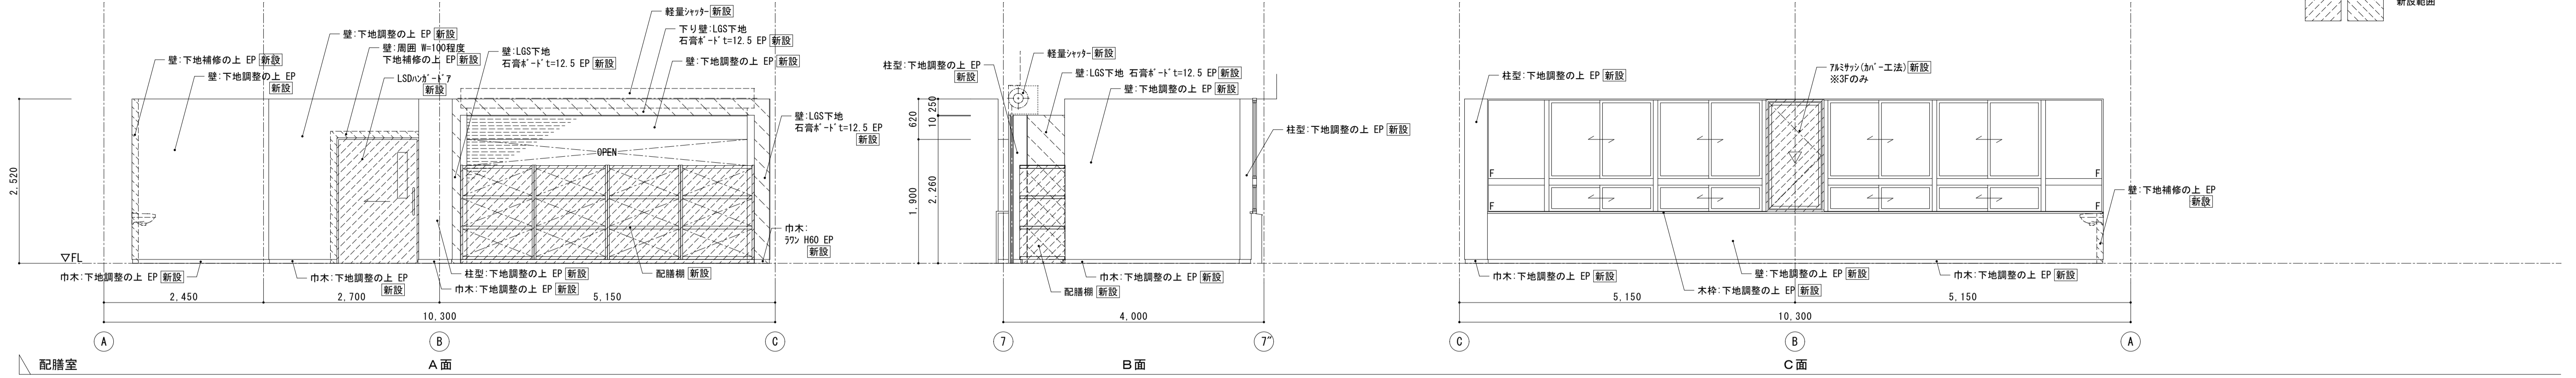 新設範囲
軽量ｼｬｯﾀｰ 新設
下り壁:LGS下地
石膏ﾎﾞｰﾄﾞt=12.5 EP 新設
壁:下地調整の上 EP 新設
壁:下地調整の上 EP 新設
壁:周囲 W=100程度
下地補修の上 EP 新設
壁:LGS下地
石膏ﾎﾞｰﾄﾞt=12.5 EP 新設
壁:下地補修の上 EP 新設
壁:下地調整の上 EP
新設
LSDﾊﾝｶﾞｰﾄﾞｱ
新設
壁:LGS下地
石膏ﾎﾞｰﾄﾞt=12.5 EP
新設
OPEN
2,520
▽FL
巾木:
ﾗﾜﾝ H60 EP
新設
巾木:下地調整の上 EP 新設
巾木:下地調整の上 EP
新設
柱型:下地調整の上 EP 新設
巾木:下地調整の上 EP 新設
配膳棚 新設
2,450
2,700
5,150
10,300
A
B
C
配膳室
A面
軽量ｼｬｯﾀｰ 新設
柱型:下地調整の上 EP
新設
壁:LGS下地 石膏ﾎﾞｰﾄﾞt=12.5 EP 新設
壁:下地調整の上 EP 新設
柱型:下地調整の上 EP 新設
620
10
250
1,900
2,260
巾木:下地調整の上 EP 新設
配膳棚 新設
4,000
7
7"
B面
柱型:下地調整の上 EP 新設
ｱﾙﾐｻｯｼ(ｶﾊﾞｰ工法) 新設
※3Fのみ
F
F
F
F
壁:下地補修の上 EP
新設
巾木:下地調整の上 EP 新設
壁:下地調整の上 EP 新設
巾木:下地調整の上 EP 新設
木枠:下地調整の上 EP 新設
5,150
5,150
10,300
C
B
A
C面